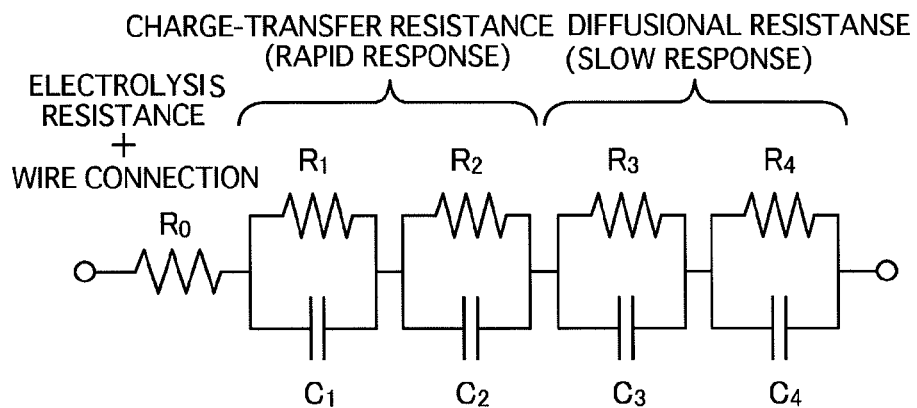 CHARGE-TRANSFER RESISTANCE
(RAPID RESPONSE)
DIFFUSIONAL RESISTANSE
(SLOW RESPONSE)
ELECTROLYSIS
RESISTANCE
+
WIRE CONNECTION
R0
R1
R2
R3
R4
C1
C2
C3
C4